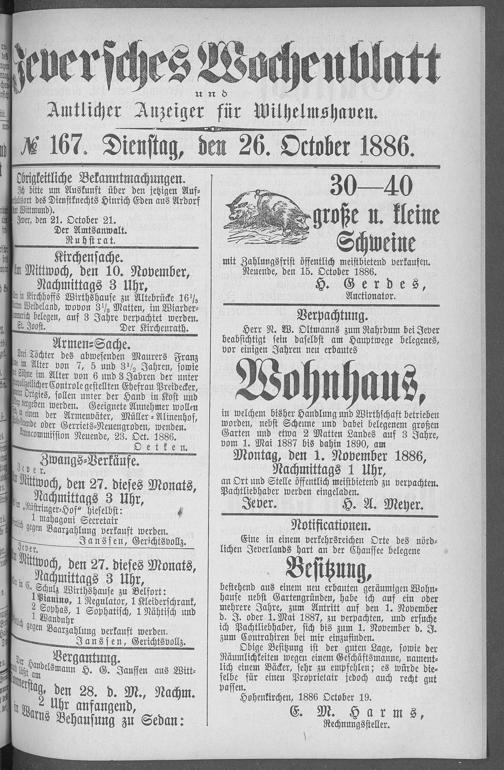 Jeversches Wochenblatt
und
Amtlicher Anzeiger für Wilhelmshaven.
№ 167. Dienstag, den 26. October 1886.
Obrigkeitliche Bekanntmachungen.
Ich bitte um Auskunft über den jetzigen Auf-
des Dienstknechts Hinrich Eden aus Ardorf
Wittmund).
Jever, den 21. October 21.
Der Amtsanwalt.
Ruhstrat.
Kirchensache.
Am Mittwoch, den 10. November,
Nachmittags 3 Uhr,
in Kirchhoffs Wirthshause zu Altebrücke 16½
Weideland, wovon 3½ Matten, im Wiarder-
belegen, auf 3 Jahre verpachtet werden.
St. Joost. Der Kirchenrath.
Armen-Sache.
Drei Töchter des abwesenden Maurers Franz
im Alter von 7, 5 und 3½ Jahren, sowie
Söhne im Alter von 6 und 3 Jahren der unter
Controle gestellten Ehefrau Preidecker,
sollen unter der Hand in Kost und
gegeben werden. Geeignete Annehmer wollen
an der Armenväter, Müller-Altenhof,
oder Gerriets-Neuengroden, wenden.
Armencommission Neuende, 23. Oct. 1886.
Oetken.
Zwangs-Verkäufe.
Jever.
Mittwoch, den 27. dieses Monats,
Nachmittags 3 Uhr,
„Rüstringer-Hof“ hieselbst:
1 mahagoni Secretair
gegen Baarzahlung verkauft werden.
Janssen, Gerichtsvollz.
Jever.
Mittwoch, den 27. dieses Monats,
Nachmittags 3 Uhr,
in C. Schulz Wirthshause zu Belfort:
1 Pianino, 1 Regulator, 1 Kleiderschrank,
2 Sophas, 1 Sophatisch, 1 Nähtisch und
1 Wanduhr
gegen Baarzahlung verkauft werden.
Janssen, Gerichtsvollz.
Vergantung.
Der Handelsmann H. G. Janssen aus Witt-
läßt am
Donnerstag, den 28. d. M., Nachm.
2 Uhr anfangend,
in Warns Behausung zu Sedan:
30—40
große u. kleine
Schweine
mit Zahlungsfrist öffentlich meistbietend verkaufen.
Neuende, den 15. October 1886.
H. Gerdes,
Auctionator.
Verpachtung.
Herr N. W. Oltmanns zum Rahrdum bei Jever
beabsichtigt sein daselbst am Hauptwege belegenes,
vor einigen Jahren neu erbautes
Wohnhaus,
in welchem bisher Handlung und Wirthschaft betrieben
worden, nebst Scheune und dabei belegenem großen
Garten und etwa 2 Matten Landes auf 3 Jahre,
vom 1. Mai 1887 bis dahin 1890, am
Montag, den 1. November 1886,
Nachmittags 1 Uhr,
an Ort und Stelle öffentlich meistbietend zu verpachten.
Pachtliebhaber werden eingeladen.
Jever. H. A. Meyer.
Notificationen.
Eine in einem verkehrsreichen Orte des nörd-
lichen Jeverlands hart an der Chaussee belegene
Besitzung,
bestehend aus einem neu erbauten geräumigen Wohn-
hause nebst Gartengründen, habe ich auf ein oder
mehrere Jahre, zum Antritt auf den 1. November
d. J. oder 1. Mai 1887, zu verpachten, und ersuche
ich Pachtliebhaber, sich bis zum 1. November d. J.
zum Contrahiren bei mir einzufinden.
Obige Besitzung ist der guten Lage, sowie der
Räumlichkeiten wegen einem Geschäftsmanne, nament-
lich einem Bäcker, sehr zu empfehlen; es würde die-
selbe für einen Proprietair jedoch auch recht gut
passen.
Hohenkirchen, 1886 October 19.
E. M. Harms,
Rechnungssteller.